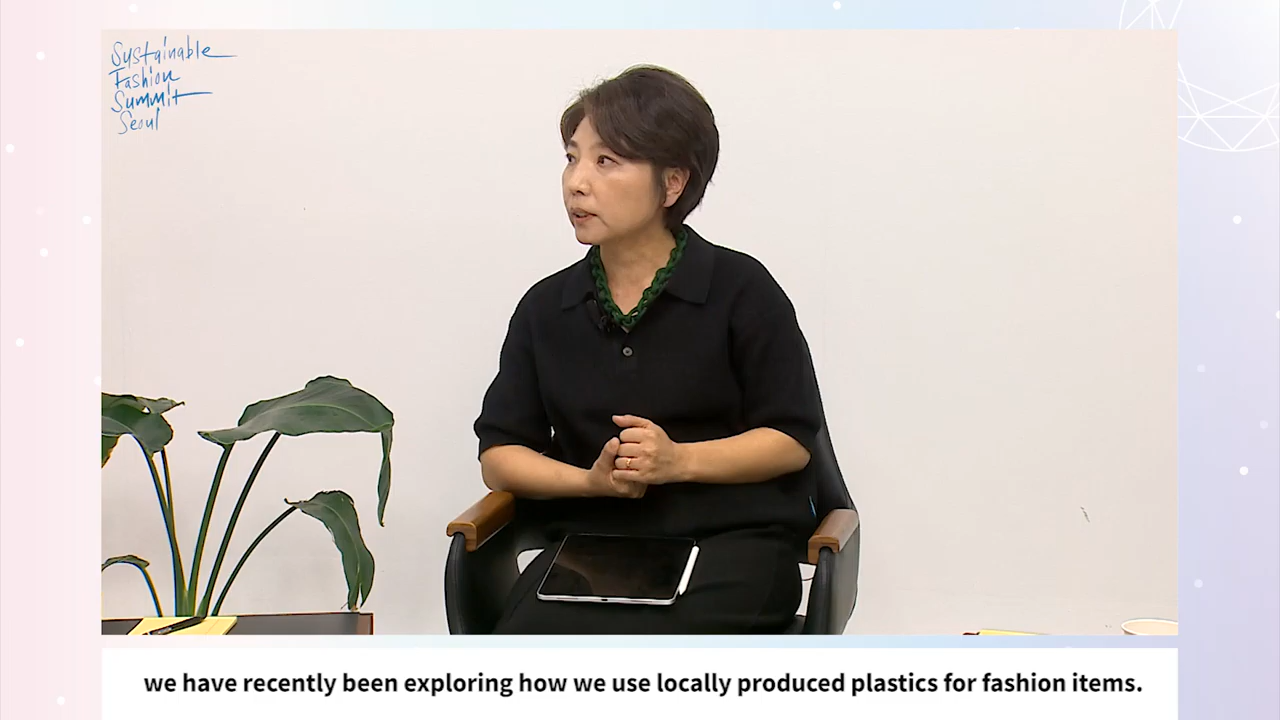 Sustainable
Fashion
Summit
Seoul
we have recently been exploring how we use locally produced plastics for fashion items.